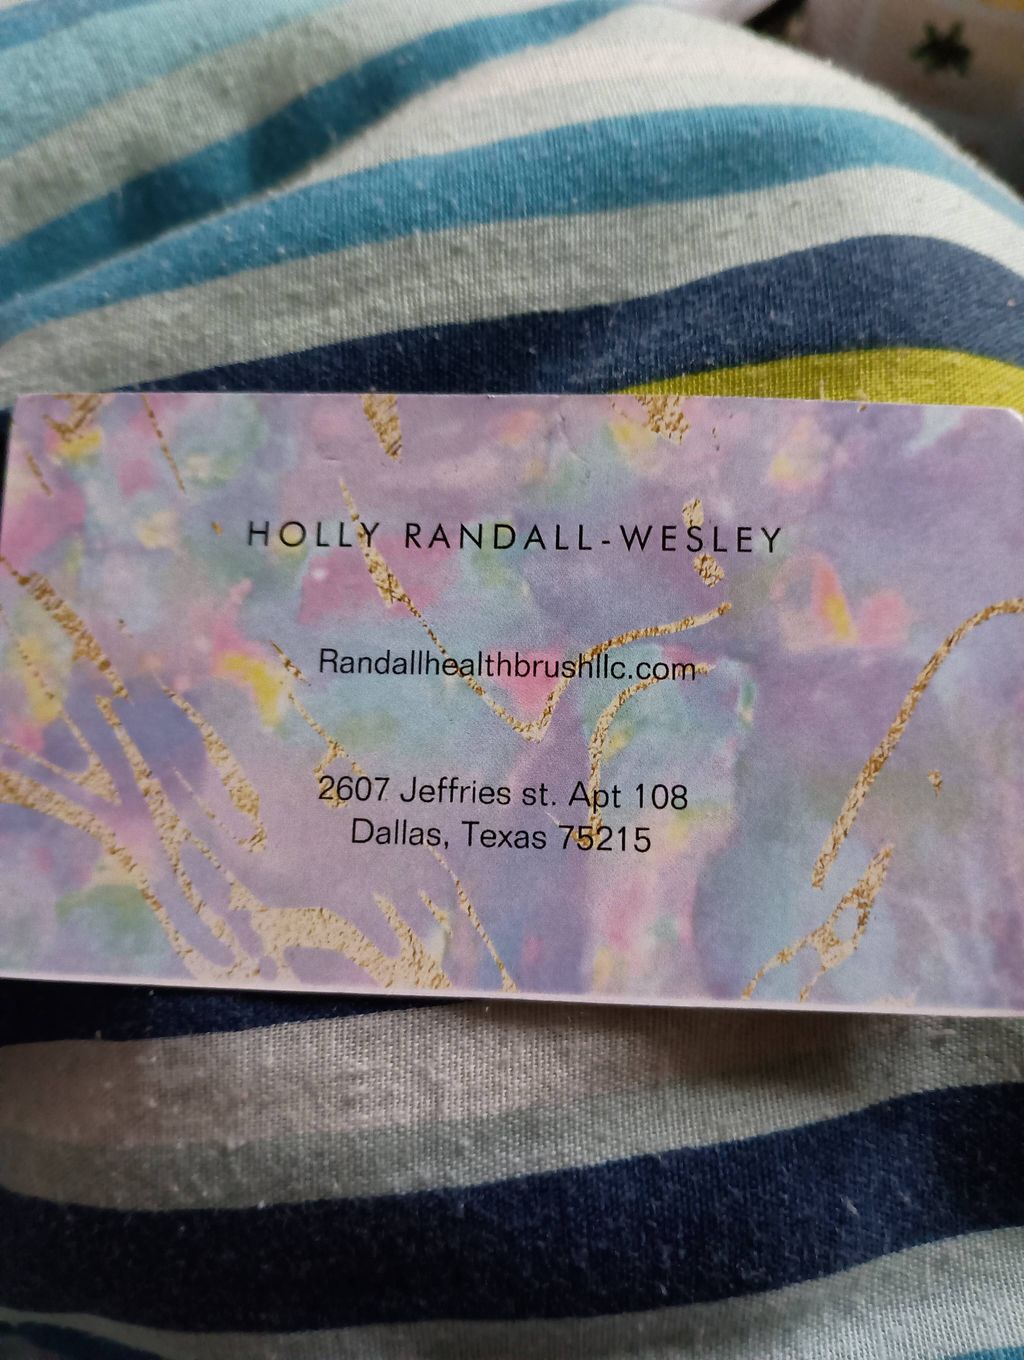 HOLLY RANDALL-WESLEY
Randallhealthbrushllc.com
2607 Jeffries st. Apt 108
Dallas, Texas 75215